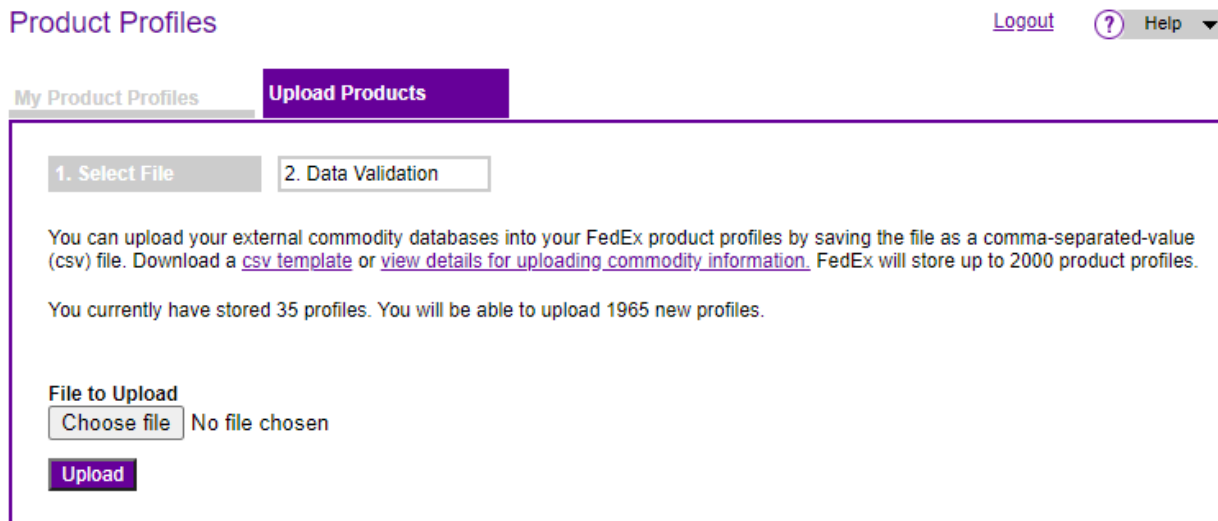 Product Profiles
Logout
? Help
My Product Profiles
Upload Products
1. Select File
2. Data Validation
You can upload your external commodity databases into your FedEx product profiles by saving the file as a comma-separated-value
(csv) file. Download a csv template or view details for uploading commodity information. FedEx will store up to 2000 product profiles.
You currently have stored 35 profiles. You will be able to upload 1965 new profiles.
File to Upload
Choose file No file chosen
Upload